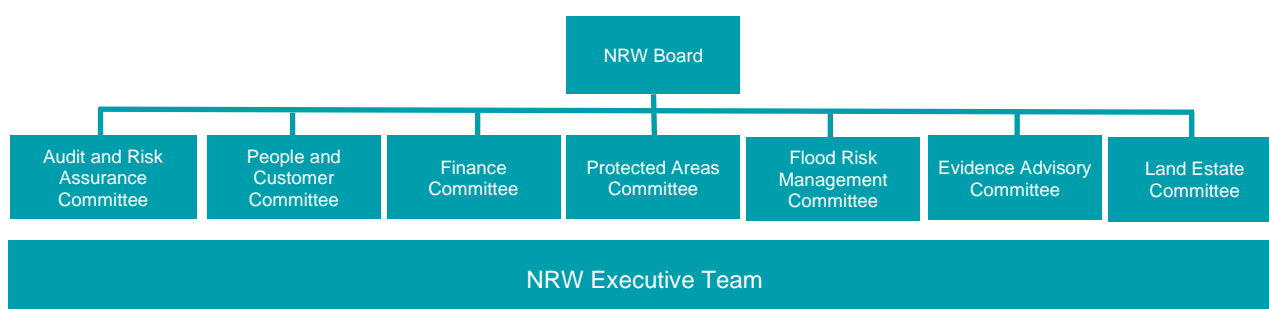 NRW Board
Audit and Risk
Assurance
Committee
People and
Customer
Committee
Finance
Committee
Protected Areas
Committee
Flood Risk
Management
Committee
Evidence Advisory
Committee
Land Estate
Committee
NRW Executive Team